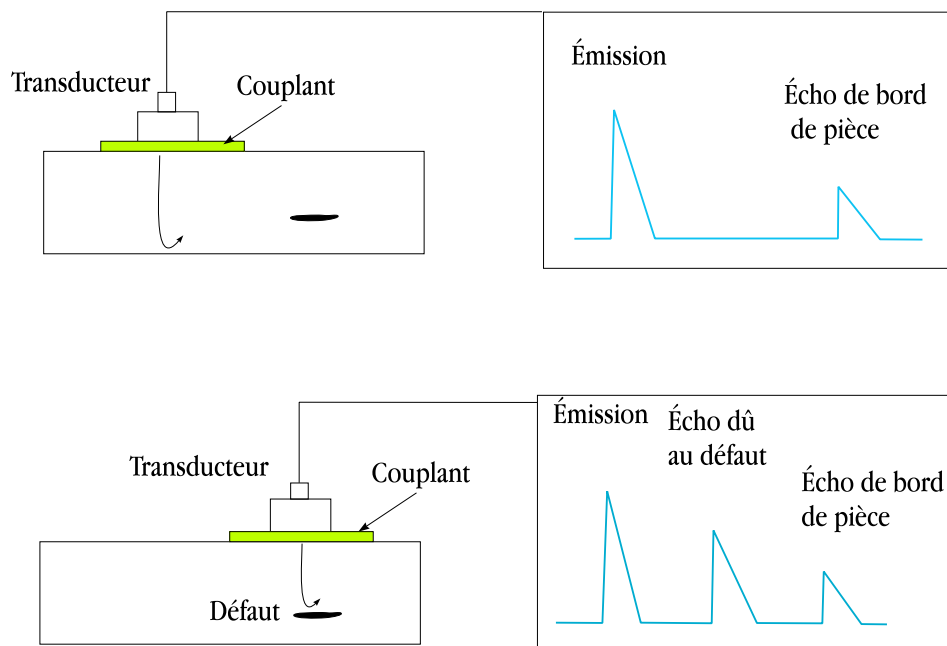 Émission
Transducteur
Couplant
Écho de bord
de pièce
Émission
Écho dû
au défaut
Transducteur
Couplant
Écho de bord
de pièce
Défaut